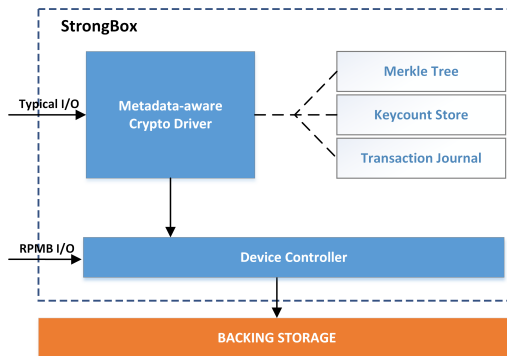 StrongBox
Typical I/O
Metadata-aware
Crypto Driver
Merkle Tree
Keycount Store
Transaction Journal
RPMB I/O
Device Controller
BACKING STORAGE